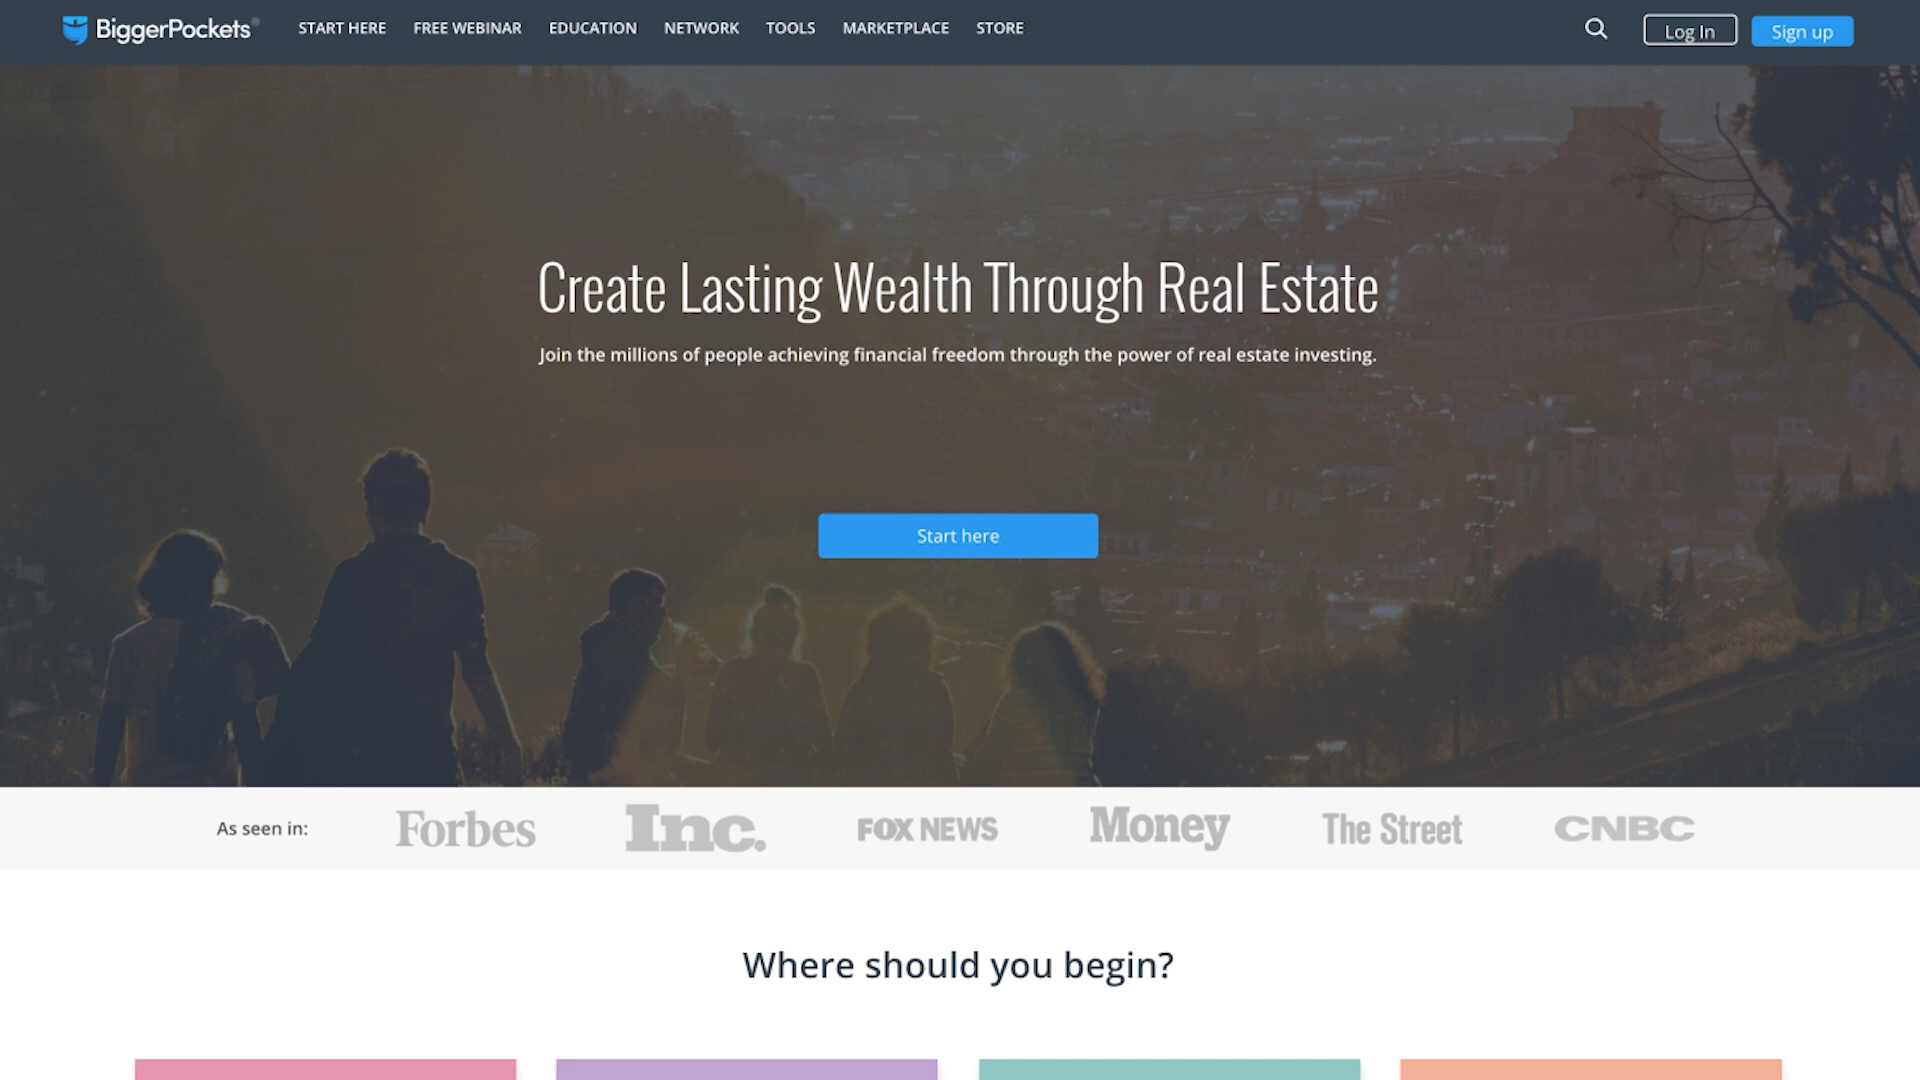 BiggerPockets®
START HERE
FREE WEBINAR
EDUCATION
NETWORK
TOOLS
MARKETPLACE
STORE
Log In
Sign up
Create Lasting Wealth Through Real Estate
Join the millions of people achieving financial freedom through the power of real estate investing.
Start here
As seen in:
Forbes
Inc.
FOX NEWS
Money
The Street
CNBC
Where should you begin?